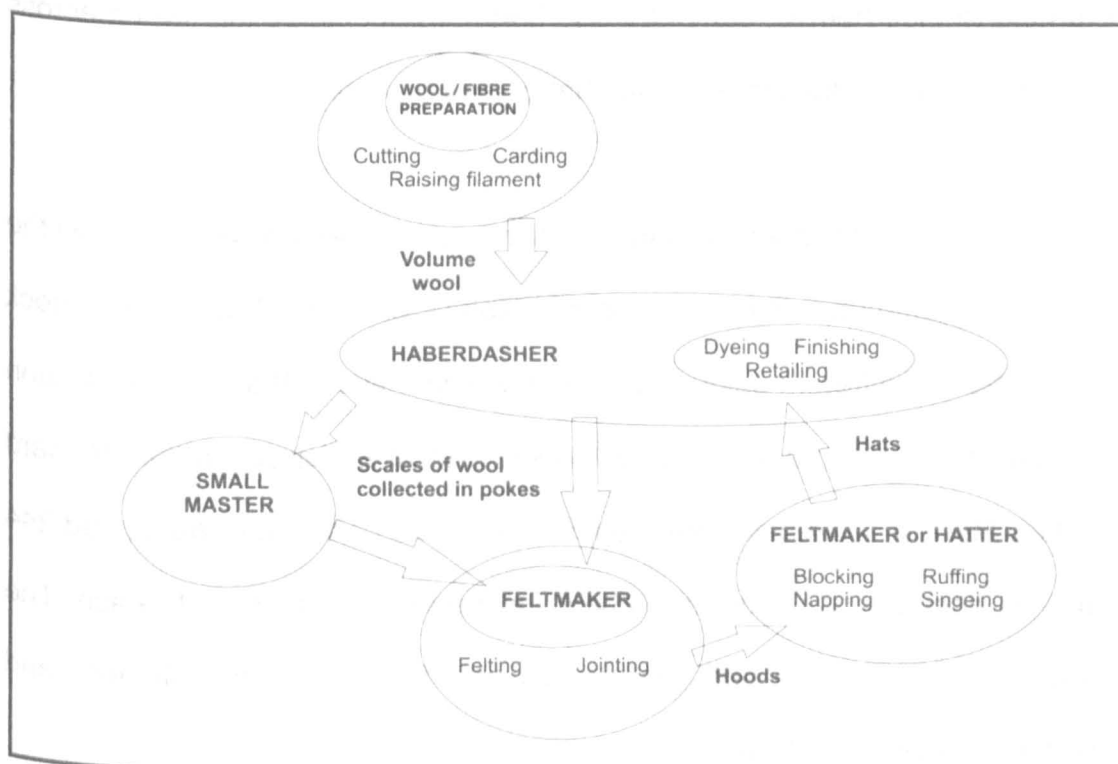 WOOL / FIBRE
PREPARATION
Cutting Carding
Raising filament
Volume
wool
HABERDASHER
Dyeing Finishing
Retailing
SMALL
MASTER
Scales of wool
collected in pokes
Hats
FELTMAKER or HATTER
Blocking Ruffing
Napping Singeing
FELTMAKER
Felting Jointing
Hoods